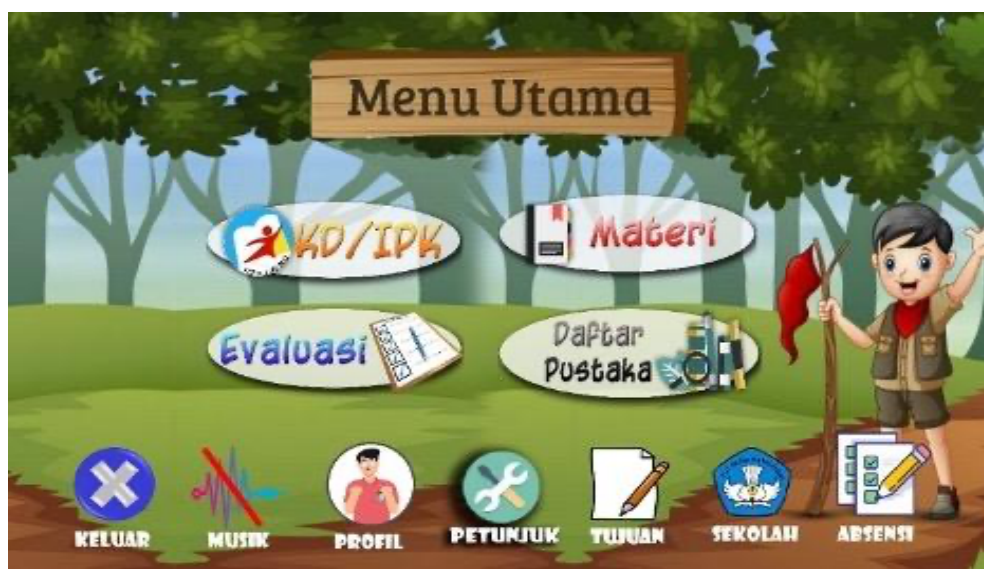 Menu Utama
KD/IPK
Materi
Evaluasi
Daftar
Pustaka
KELUAR
MUSIK
PROFIL
PETUNJUK
TUJUAN
SEKOLAH
ABSENSI